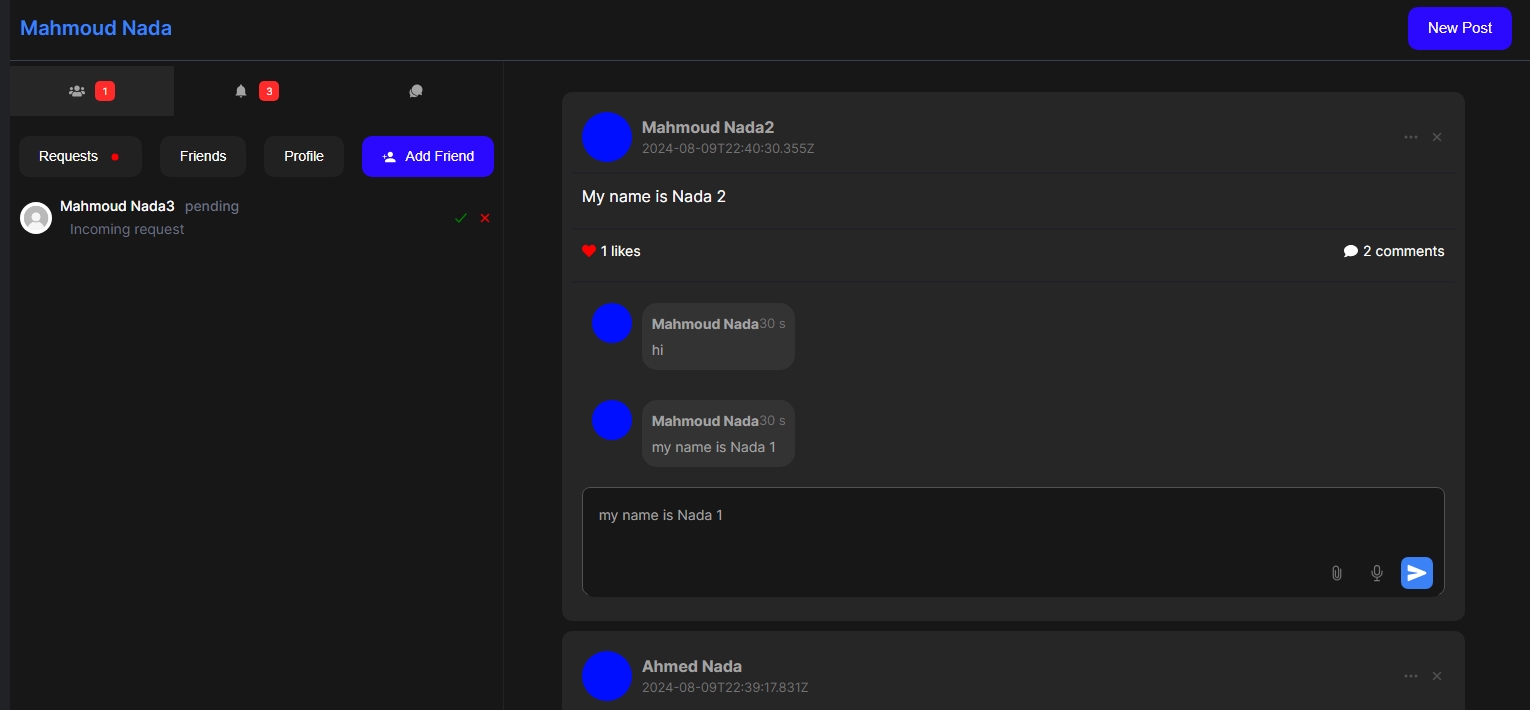 Mahmoud Nada
New Post
1
3
Requests
Friends
Profile
Add Friend
Mahmoud Nada3 pending
Incoming request
Mahmoud Nada2
2024-08-09T22:40:30.355Z
My name is Nada 2
1 likes
2 comments
Mahmoud Nada30 s
hi
Mahmoud Nada30 s
my name is Nada 1
my name is Nada 1
Ahmed Nada
2024-08-09T22:39:17.831Z